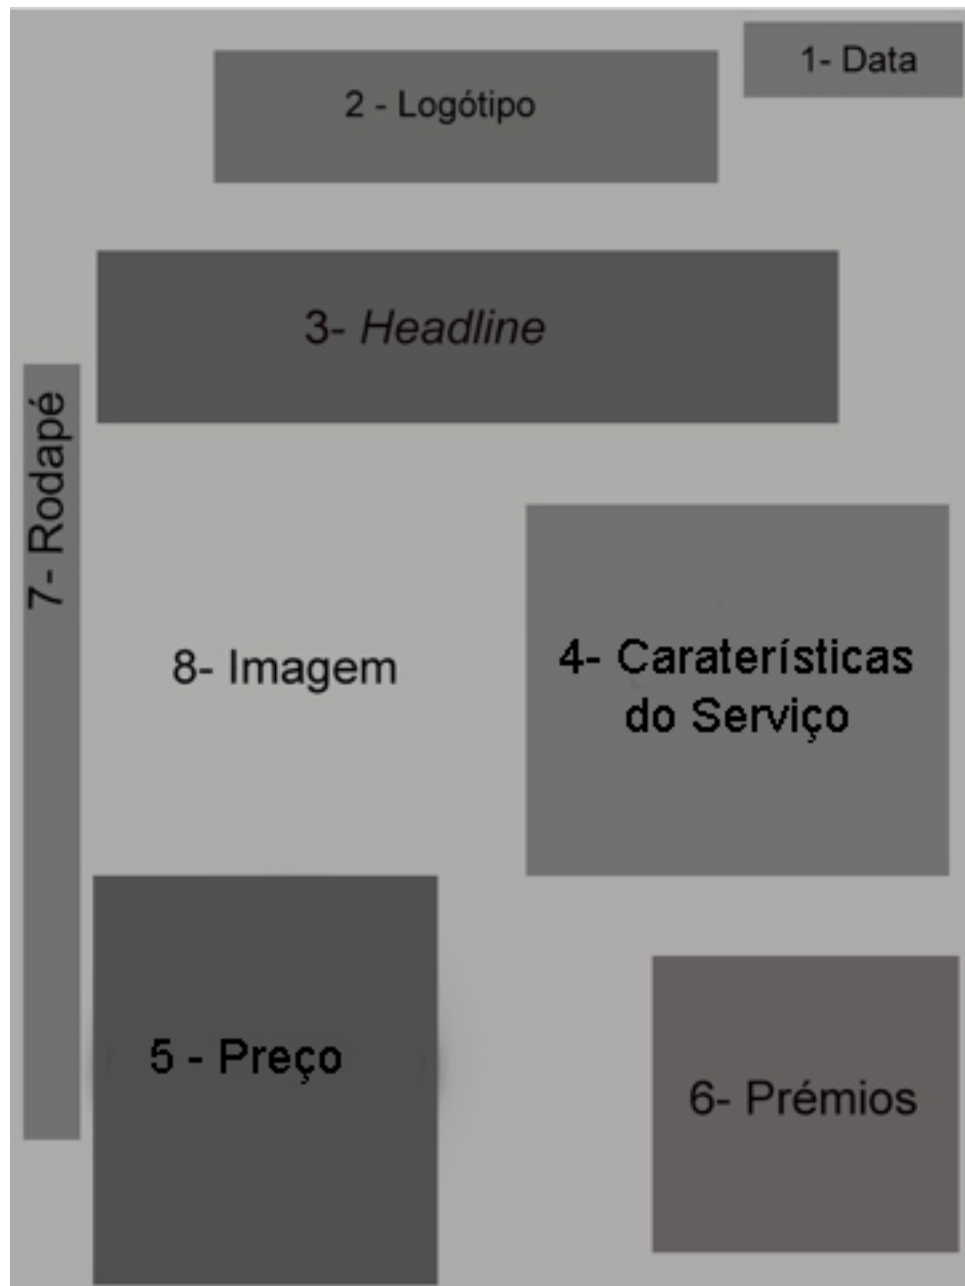 1- Data
2 - Logótipo
3- Headline
7- Rodapé
8- Imagem
4- Caraterísticas
do Serviço
5 - Preço
6- Prémios